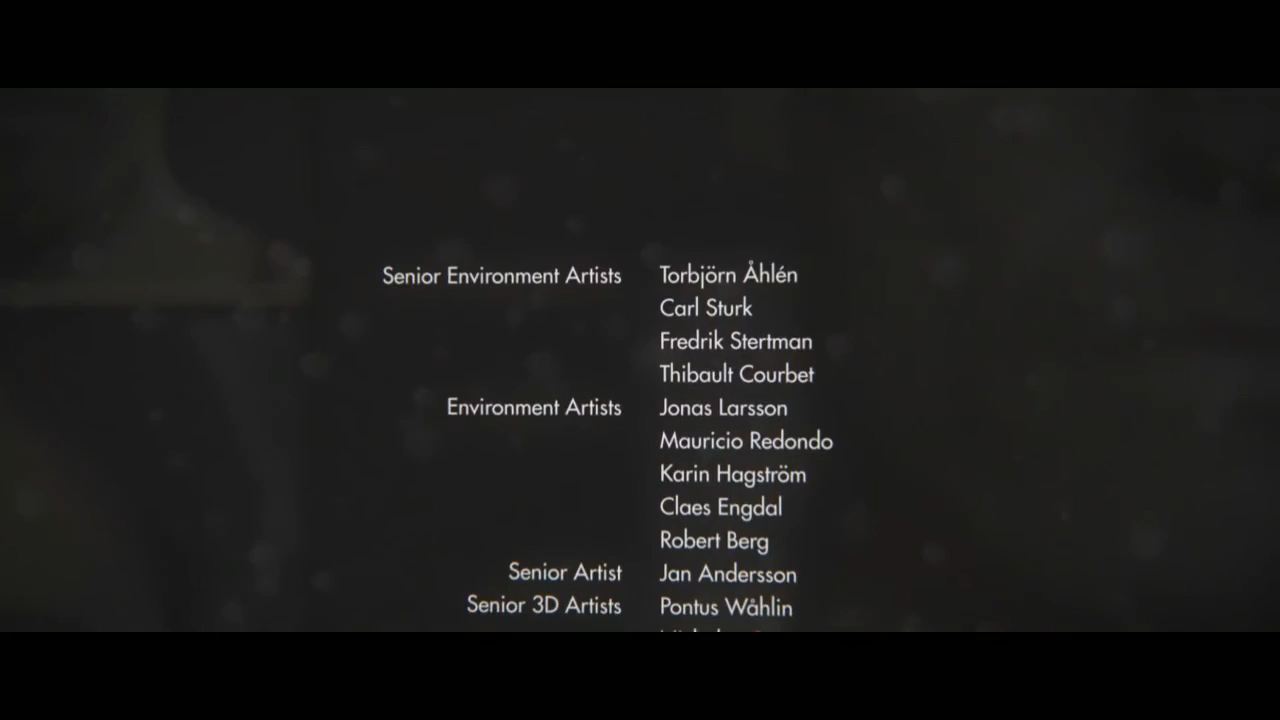 Senior Environment Artists Torbjörn Åhlén
Carl Sturk
Fredrik Stertman
Thibault Courbet
Environment Artists Jonas Larsson
Mauricio Redondo
Karin Hagström
Claes Engdal
Robert Berg
Senior Artist Jan Andersson
Senior 3D Artists Pontus Wåhlin